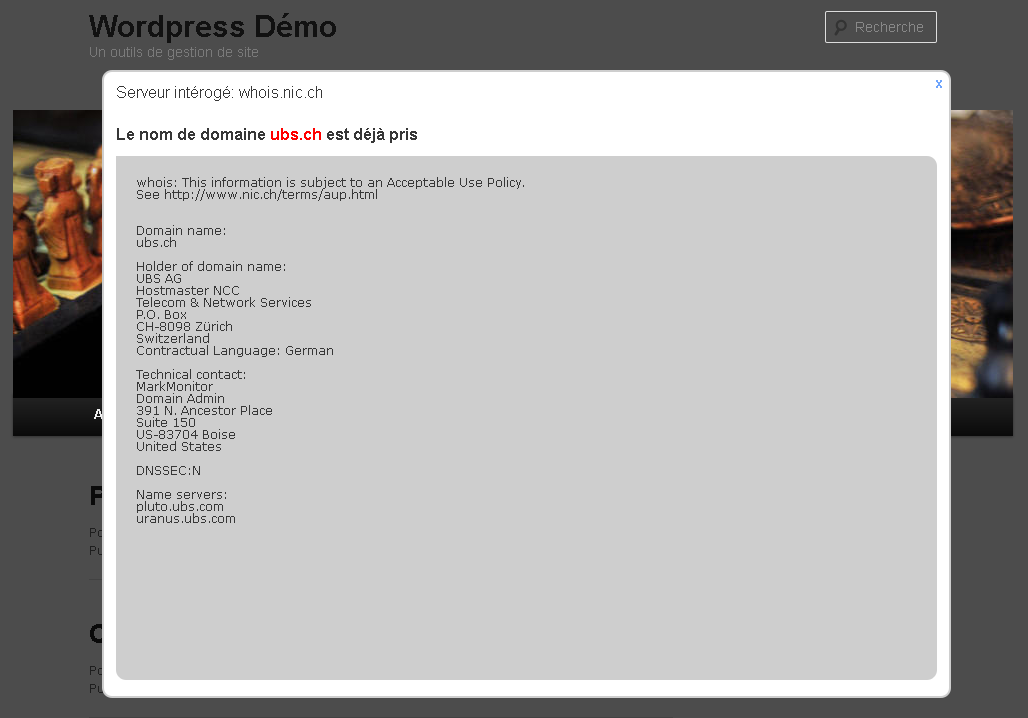 Wordpress Démo
Un outils de gestion de site
Recherche
Serveur intérogé: whois.nic.ch
x
Le nom de domaine ubs.ch est déjà pris
whois: This information is subject to an Acceptable Use Policy.
See http://www.nic.ch/terms/aup.html
Domain name:
ubs.ch
Holder of domain name:
UBS AG
Hostmaster NCC
Telecom & Network Services
P.O. Box
CH-8098 Zürich
Switzerland
Contractual Language: German
Technical contact:
MarkMonitor
Domain Admin
391 N. Ancestor Place
Suite 150
US-83704 Boise
United States
DNSSEC:N
Name servers:
pluto.ubs.com
uranus.ubs.com